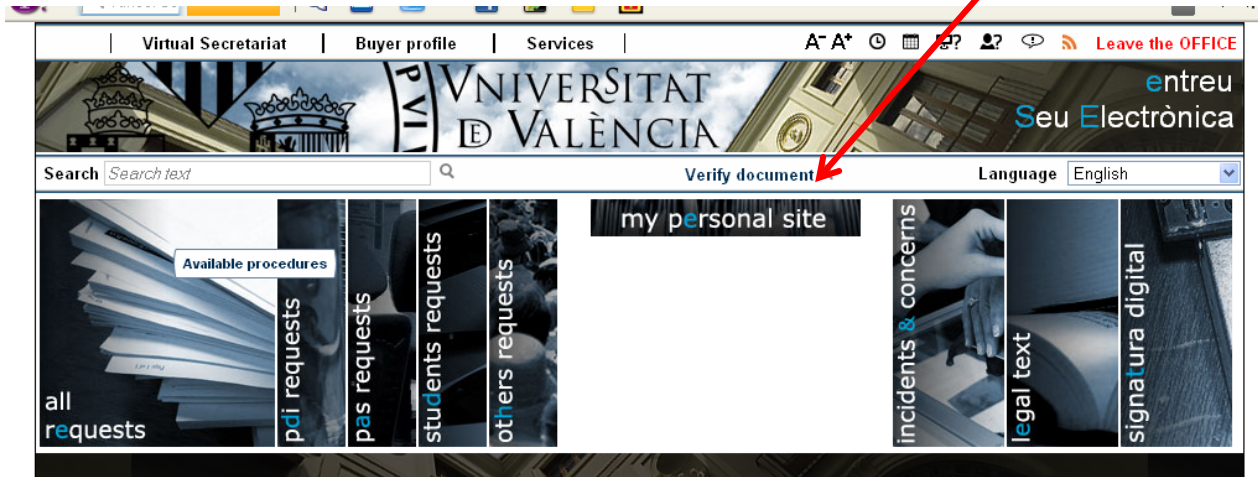 Virtual Secretariat Buyer profile Services A- A+ Leave the OFFICE
VNIVERSITAT
ID VALÈNCIA
entreu
Seu Electrònica
Search Search text Verify document Language English
all
requests
Available procedures
pdi requests
pas requests
students requests
others requests
my personal site
incidents & concerns
legal text
signatura digital